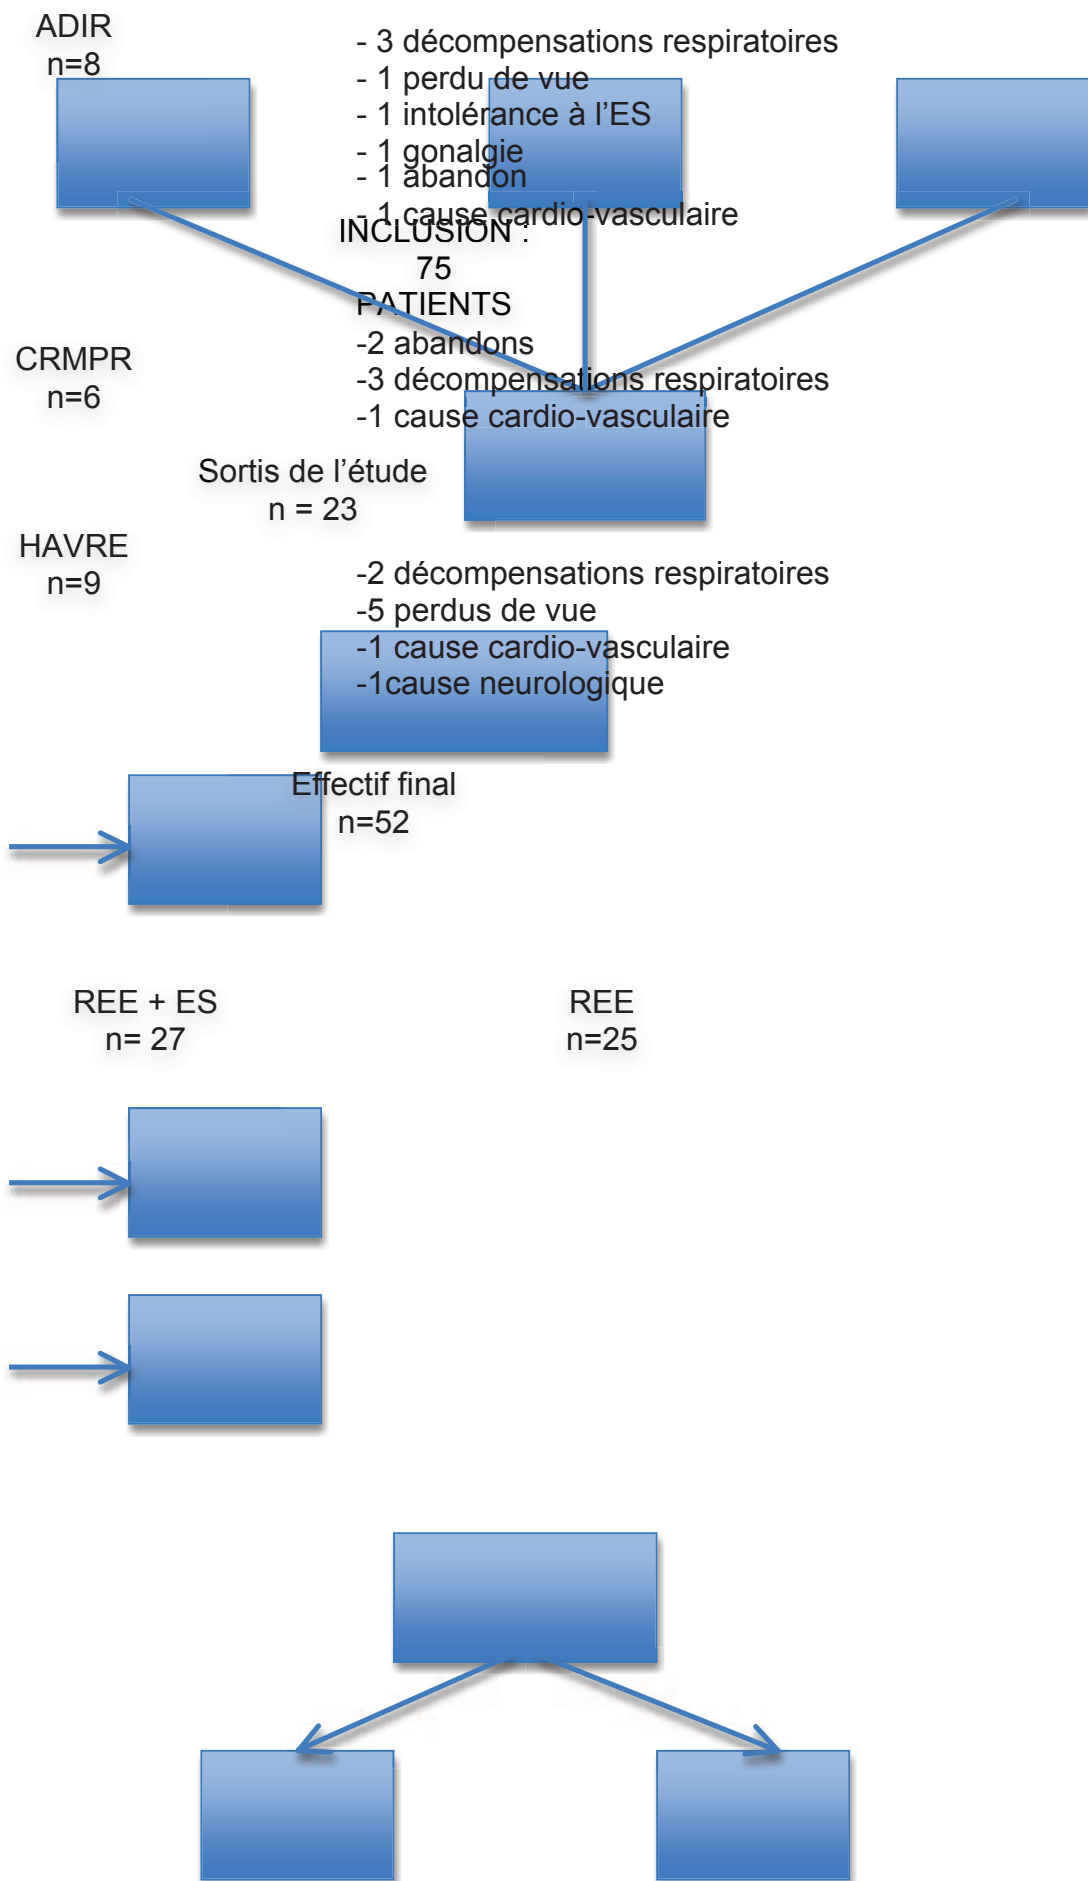 ADIR
n=8
- 3 décompensations respiratoires
- 1 perdu de vue
- 1 intolérance à l’ES
- 1 gonalgie
- 1 abandon
- 1 cause cardio-vasculaire
INCLUSION :
75
PATIENTS
CRMPR
n=6
-2 abandons
-3 décompensations respiratoires
-1 cause cardio-vasculaire
Sortis de l’étude
n = 23
HAVRE
n=9
-2 décompensations respiratoires
-5 perdus de vue
-1 cause cardio-vasculaire
-1cause neurologique
Effectif final
n=52
REE + ES
n= 27
REE
n=25